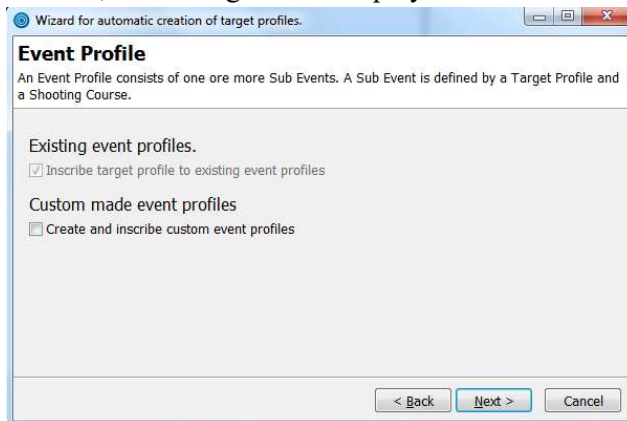 Wizard for automatic creation of target profiles.
Event Profile
An Event Profile consists of one ore more Sub Events. A Sub Event is defined by a Target Profile and
a Shooting Course.
Existing event profiles.
Inscribe target profile to existing event profiles
Custom made event profiles
Create and inscribe custom event profiles
< Back Next > Cancel